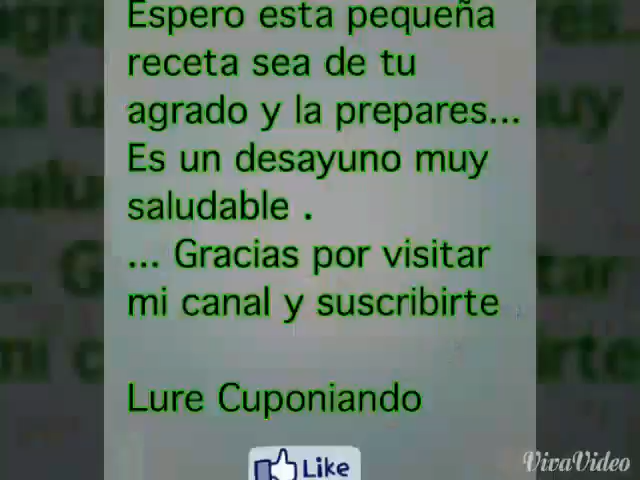 Espero esta pequeña
receta sea de tu
agrado y la prepares...
Es un desayuno muy
saludable .
... Gracias por visitar
mi canal y suscribirte
Lure Cuponiando
Like
VivaVideo